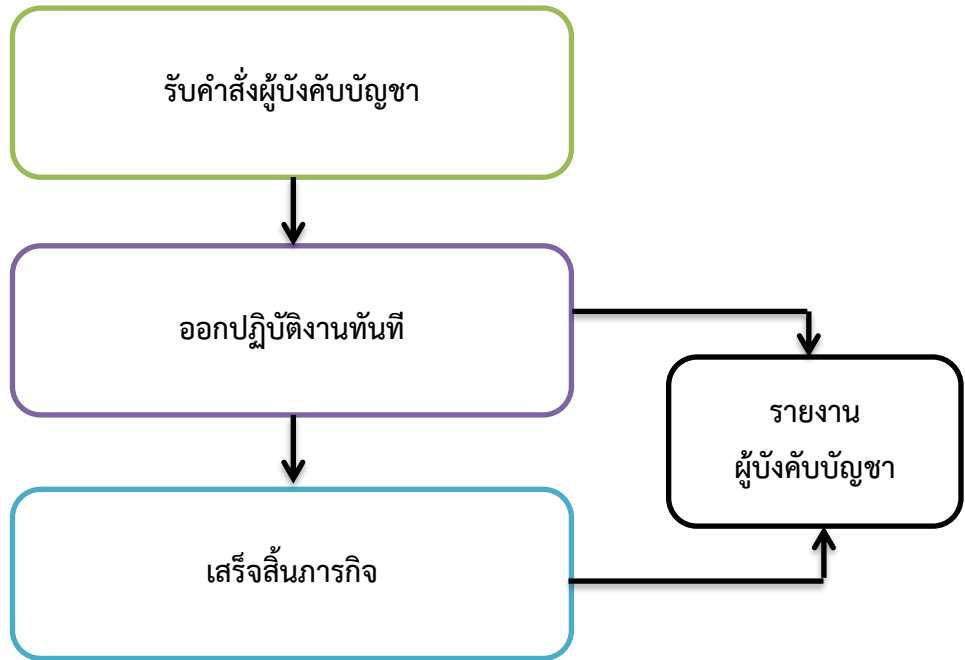 รับคำสั่งผู้บังคับบัญชา
ออกปฏิบัติงานทันที
รายงาน
ผู้บังคับบัญชา
เสร็จสิ้นภารกิจ